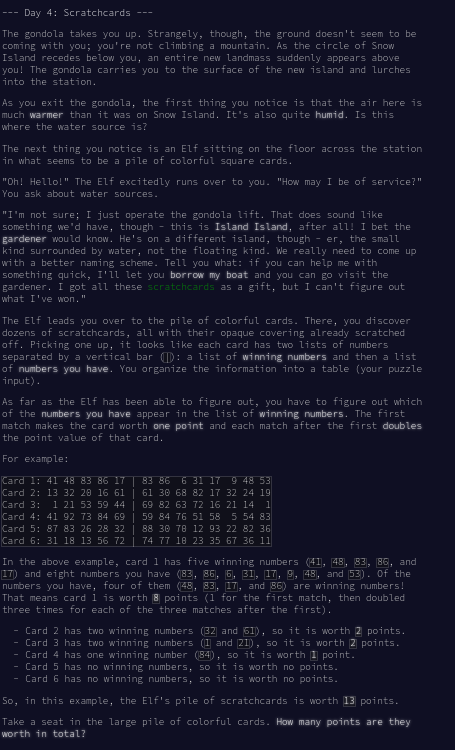 --- Day 4: Scratchcards ---
The gondola takes you up. Strangely, though, the ground doesn't seem to be
coming with you; you're not climbing a mountain. As the circle of Snow
Island recedes below you, an entire new landmass suddenly appears above
you! The gondola carries you to the surface of the new island and lurches
into the station.
As you exit the gondola, the first thing you notice is that the air here is
much warmer than it was on Snow Island. It's also quite humid. Is this
where the water source is?
The next thing you notice is an Elf sitting on the floor across the station
in what seems to be a pile of colorful square cards.
"Oh! Hello!" The Elf excitedly runs over to you. "How may I be of service?"
You ask about water sources.
"I'm not sure; I just operate the gondola lift. That does sound like
something we'd have, though - this is Island Island, after all! I bet the
gardener would know. He's on a different island, though - er, the small
kind surrounded by water, not the floating kind. We really need to come up
with a better naming scheme. Tell you what: if you can help me with
something quick, I'll let you borrow my boat and you can go visit the
gardener. I got all these scratchcards as a gift, but I can't figure out
what I've won."
The Elf leads you over to the pile of colorful cards. There, you discover
dozens of scratchcards, all with their opaque covering already scratched
off. Picking one up, it looks like each card has two lists of numbers
separated by a vertical bar (|): a list of winning numbers and then a list
of numbers you have. You organize the information into a table (your puzzle
input).
As far as the Elf has been able to figure out, you have to figure out which
of the numbers you have appear in the list of winning numbers. The first
match makes the card worth one point and each match after the first doubles
the point value of that card.
For example:
Card 1: 41 48 83 86 17 | 83 86  6 31 17  9 48 53
Card 2: 13 32 20 16 61 | 61 30 68 82 17 32 24 19
Card 3:  1 21 53 59 44 | 69 82 63 72 16 21 14  1
Card 4: 41 92 73 84 69 | 59 84 76 51 58  5 54 83
Card 5: 87 83 26 28 32 | 88 30 70 12 93 22 82 36
Card 6: 31 18 13 56 72 | 74 77 10 23 35 67 36 11
In the above example, card 1 has five winning numbers (41, 48, 83, 86, and
17) and eight numbers you have (83, 86, 6, 31, 17, 9, 48, and 53). Of the
numbers you have, four of them (48, 83, 17, and 86) are winning numbers!
That means card 1 is worth 8 points (1 for the first match, then doubled
three times for each of the three matches after the first).
- Card 2 has two winning numbers (32 and 61), so it is worth 2 points.
- Card 3 has two winning numbers (1 and 21), so it is worth 2 points.
- Card 4 has one winning number (84), so it is worth 1 point.
- Card 5 has no winning numbers, so it is worth no points.
- Card 6 has no winning numbers, so it is worth no points.
So, in this example, the Elf's pile of scratchcards is worth 13 points.
Take a seat in the large pile of colorful cards. How many points are they
worth in total?